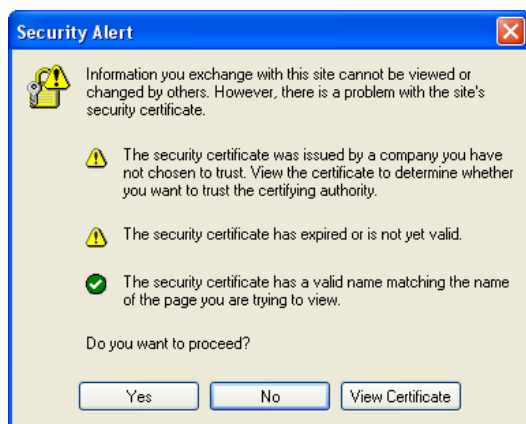 Security Alert
Information you exchange with this site cannot be viewed or
changed by others. However, there is a problem with the site's
security certificate.
The security certificate was issued by a company you have
not chosen to trust. View the certificate to determine whether
you want to trust the certifying authority.
The security certificate has expired or is not yet valid.
The security certificate has a valid name matching the name
of the page you are trying to view.
Do you want to proceed?
Yes
No
View Certificate